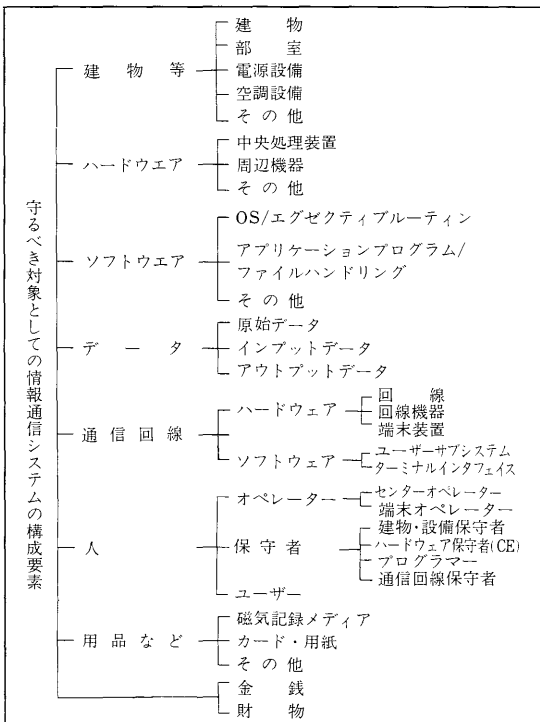 守るべき対象としての情報通信システムの構成要素
建物等
建物
部室
電源設備
空調設備
その他
ハードウエア
中央処理装置
周辺機器
その他
ソフトウエア
OS/エグゼクティブルーティン
アプリケーションプログラム/
ファイルハンドリング
その他
データ
原始データ
インプットデータ
アウトプットデータ
通信回線
ハードウェア
回線
回線機器
端末装置
ソフトウェア
ユーザーサブシステム
ターミナルインタフェイス
人
オペレーター
センターオペレーター
端末オペレーター
保守者
建物・設備保守者
ハードウェア保守者(CE)
プログラマー
通信回線保守者
ユーザー
用品など
磁気記録メディア
カード・用紙
その他
金銭
財物